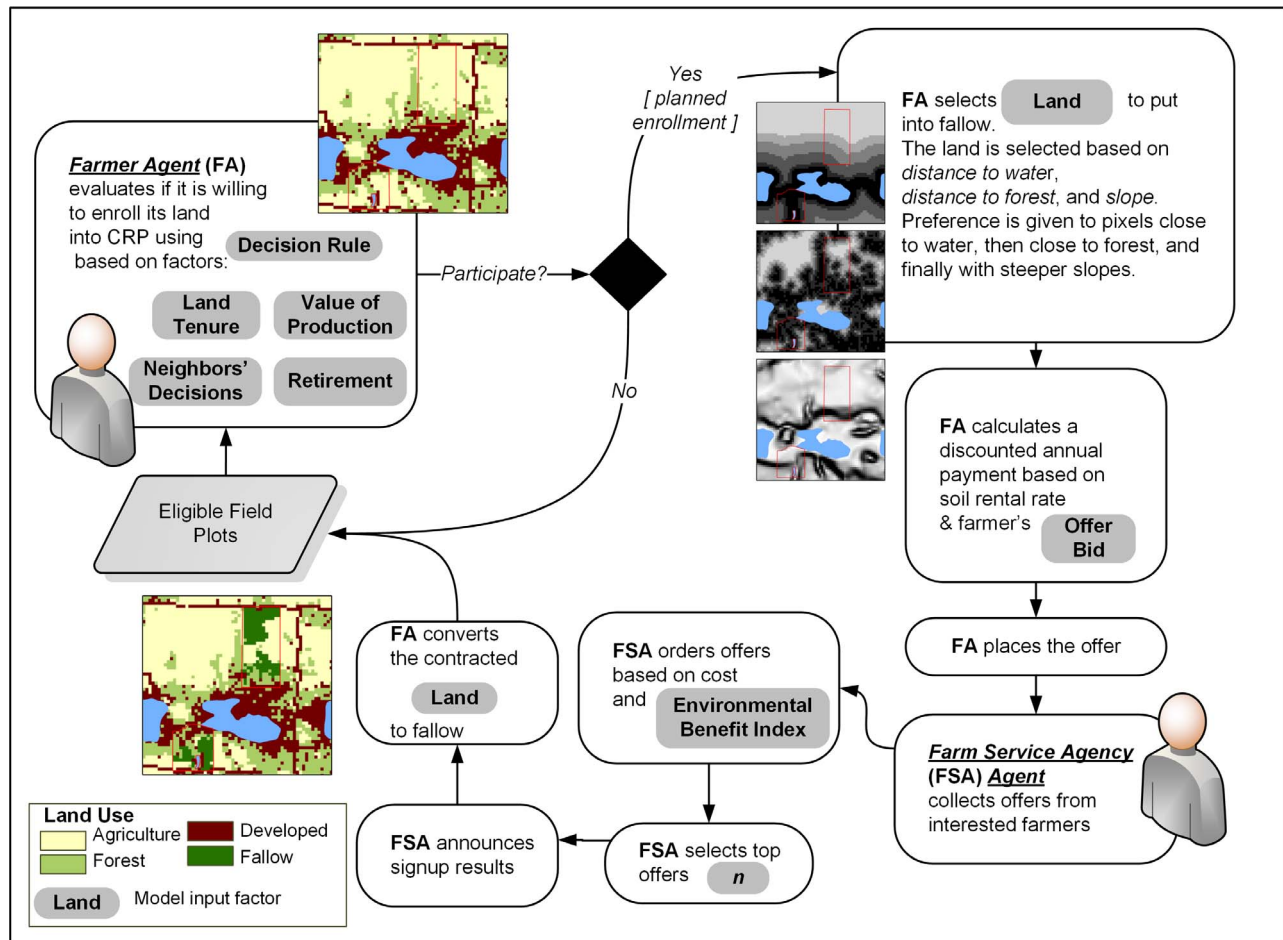 Farmer Agent (FA)
evaluates if it is willing
to enroll its land
into CRP using
Decision Rule
based on factors:
Land
Tenure
Value of
Production
Neighbors'
Decisions
Retirement
Participate?
Yes
[ planned
enrollment ]
No
FA selects Land to put
into fallow.
The land is selected based on
distance to water,
distance to forest, and slope.
Preference is given to pixels close
to water, then close to forest, and
finally with steeper slopes.
FA calculates a
discounted annual
payment based on
soil rental rate
& farmer's Offer
Bid
FA places the offer
Farm Service Agency
(FSA) Agent
collects offers from
interested farmers
FSA orders offers
based on cost
and Environmental
Benefit Index
FSA selects top
offers n
FSA announces
signup results
FA converts
the contracted
Land
to fallow
Eligible Field
Plots
Land Use
Agriculture
Developed
Forest
Fallow
Land Model input factor